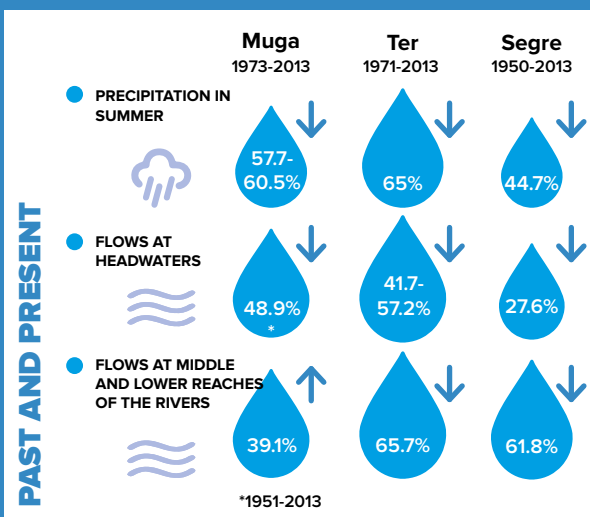 Muga
1973-2013
Ter
1971-2013
Segre
1950-2013
PAST AND PRESENT
PRECIPITATION IN
SUMMER
57.7-
60.5%
65%
44.7%
FLOWS AT
HEADWATERS
48.9%
*
41.7-
57.2%
27.6%
FLOWS AT MIDDLE
AND LOWER REACHES
OF THE RIVERS
39.1%
65.7%
61.8%
*1951-2013